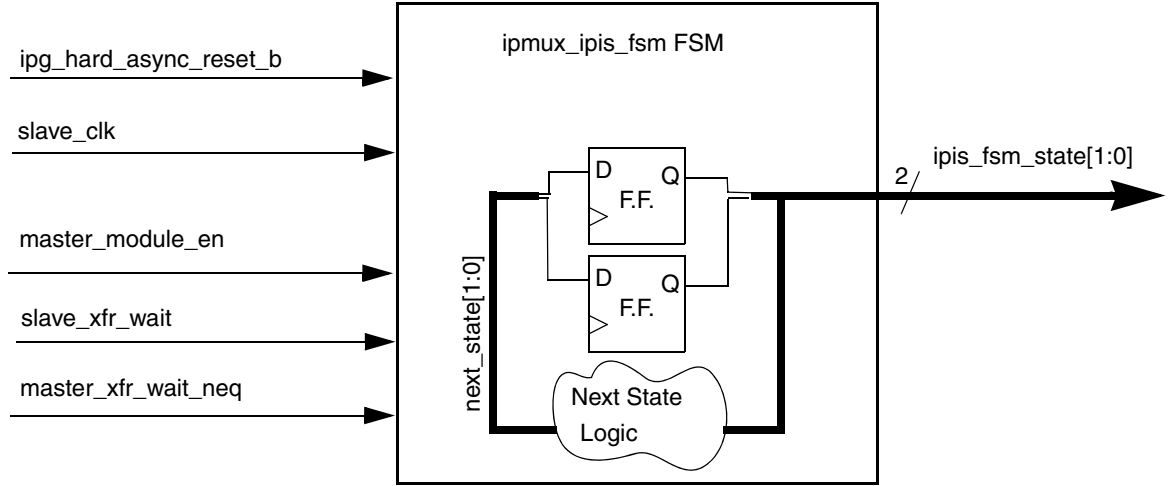 ipmux_ipis_fsm FSM
ipg_hard_async_reset_b
slave_clk
master_module_en
slave_xfr_wait
master_xfr_wait_neq
D
Q
F.F.
D
Q
F.F.
next_state[1:0]
Next State
Logic
2
ipis_fsm_state[1:0]